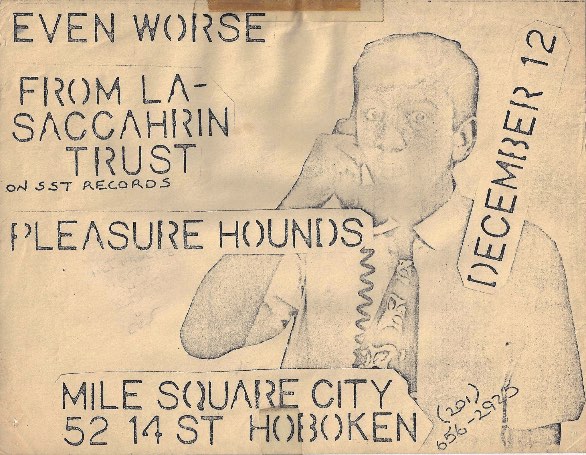 EVEN WORSE
FROM LA-
SACCAHRIN
TRUST
ON SST RECORDS
PLEASURE HOUNDS
DECEMBER 12
MILE SQUARE CITY
52 14 ST HOBOKEN
(201)
656-2925